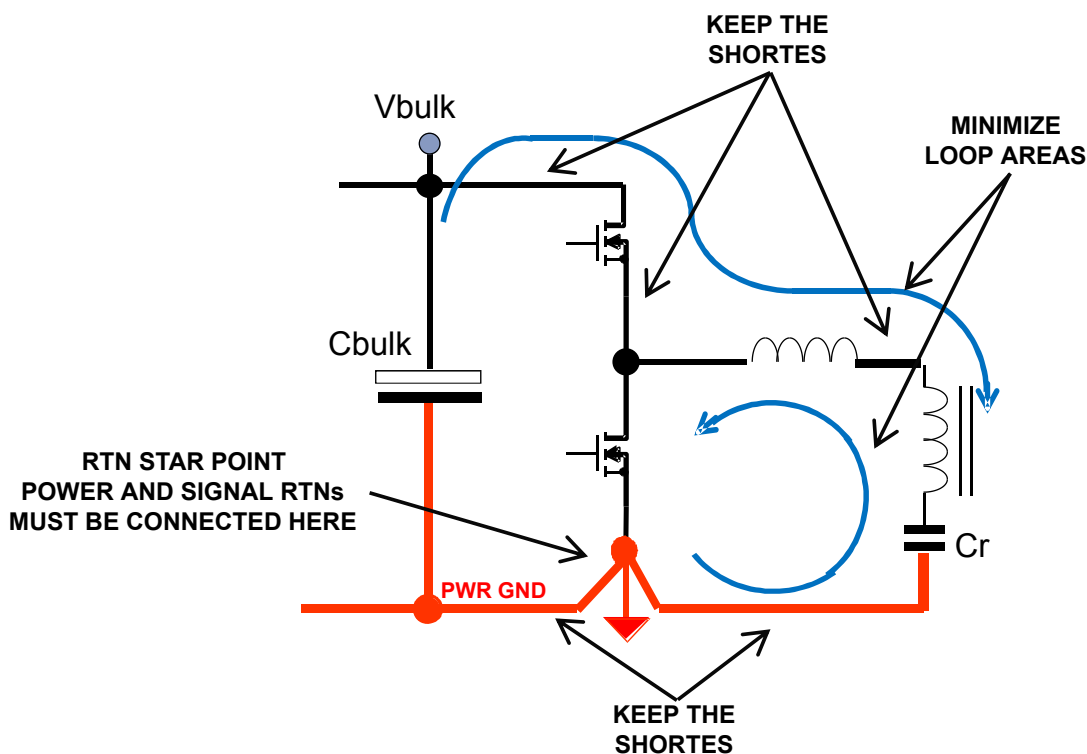 KEEP THE
SHORTES
Vbulk
MINIMIZE
LOOP AREAS
Cbulk
RTN STAR POINT
POWER AND SIGNAL RTNs
MUST BE CONNECTED HERE
Cr
PWR GND
KEEP THE
SHORTES